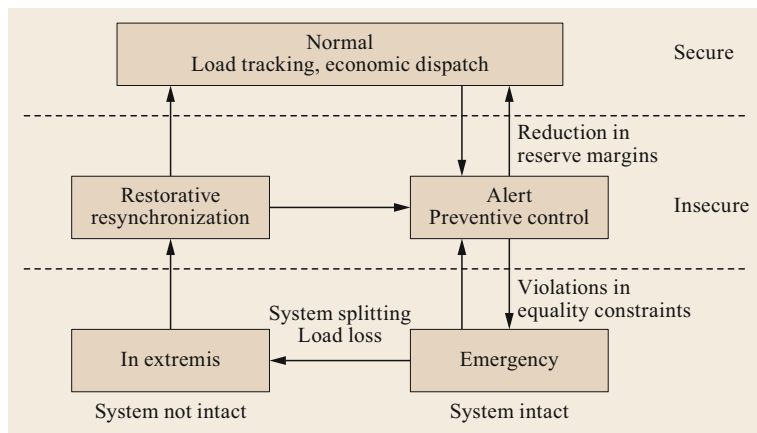 Normal
Load tracking, economic dispatch
Secure
Reduction in
reserve margins
Restorative
resynchronization
Alert
Preventive control
Insecure
Violations in
equality constraints
System splitting
Load loss
In extremis
Emergency
System not intact
System intact